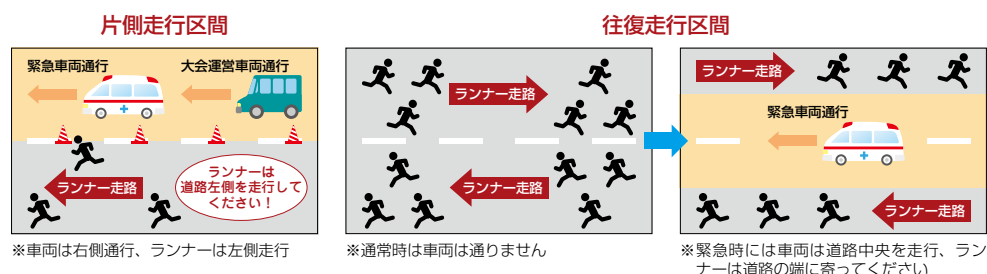 片側走行区間
緊急車両通行
大会運営車両通行
ランナーは
道路左側を走行して
ください！
ランナー走路
※車両は右側通行、ランナーは左側走行
往復走行区間
ランナー走路
ランナー走路
※通常時は車両は通りません
ランナー走路
緊急車両通行
ランナー走路
※緊急時には車両は道路中央を走行、ラン
ナーは道路の端に寄ってください